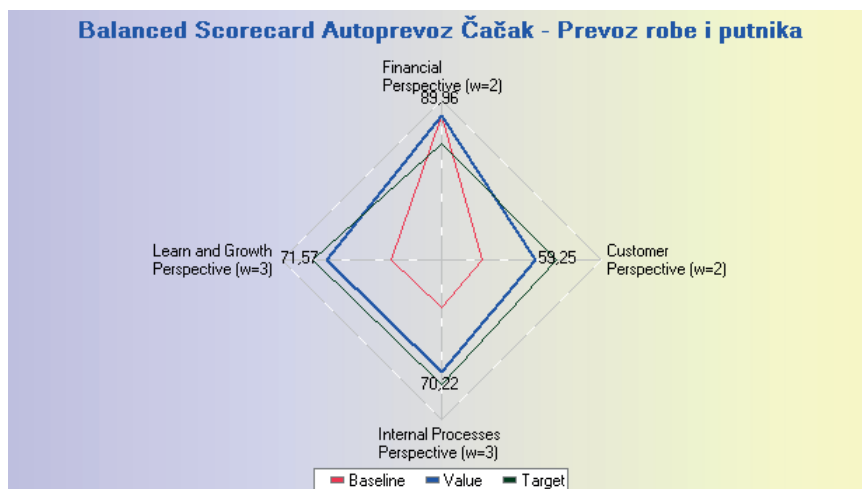 Balanced Scorecard Autoprevoz Čačak - Prevoz robe i putnika
Financial
Perspective (w=2)
89,96
Learn and Growth
Perspective (w=3)
71,57
59,25
Customer
Perspective (w=2)
70,22
Internal Processes
Perspective (w=3)
Baseline Value Target